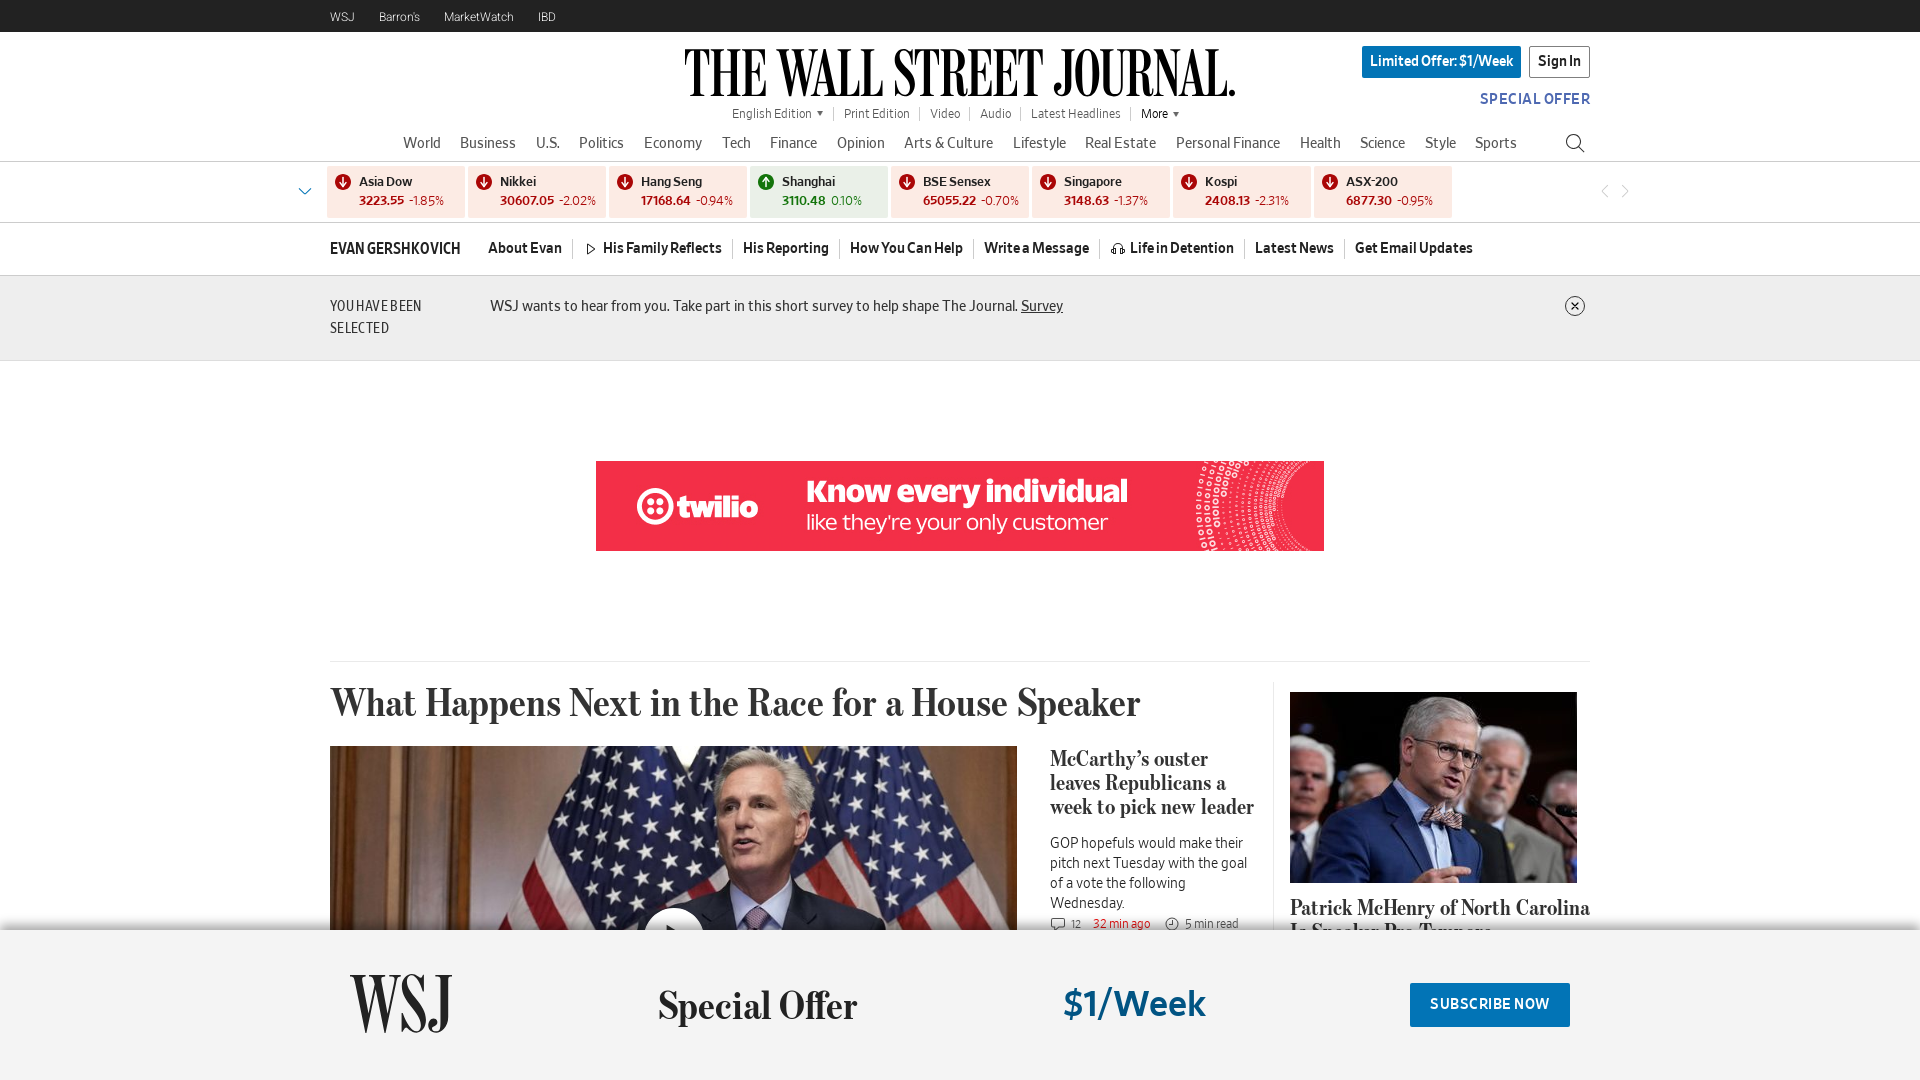 WSJ Barron's MarketWatch IBD
THE WALL STREET JOURNAL.
Limited Offer: $1/Week Sign In
SPECIAL OFFER
English Edition Print Edition Video Audio Latest Headlines More
World Business U.S. Politics Economy Tech Finance Opinion Arts & Culture Lifestyle Real Estate Personal Finance Health Science Style Sports
Asia Dow Nikkei Hang Seng Shanghai BSE Sensex Singapore Kospi ASX-200
3223.55 -1.85% 30607.05 -2.02% 17168.64 -0.94% 3110.48 0.10% 65055.22 -0.70% 3148.63 -1.37% 2408.13 -2.31% 6877.30 -0.95%
EVAN GERSHKOVICH About Evan His Family Reflects His Reporting How You Can Help Write a Message Life in Detention Latest News Get Email Updates
YOU HAVE BEEN
SELECTED
WSJ wants to hear from you. Take part in this short survey to help shape The Journal. Survey
twilio
Know every individual
like they're your only customer
What Happens Next in the Race for a House Speaker
McCarthy’s ouster
leaves Republicans a
week to pick new leader
GOP hopefuls would make their
pitch next Tuesday with the goal
of a vote the following
Wednesday.
12 32 min ago 5 min read
Patrick McHenry of North Carolina
Is Speaker Pro Tempore
WSJ
Special Offer
$1/Week
SUBSCRIBE NOW